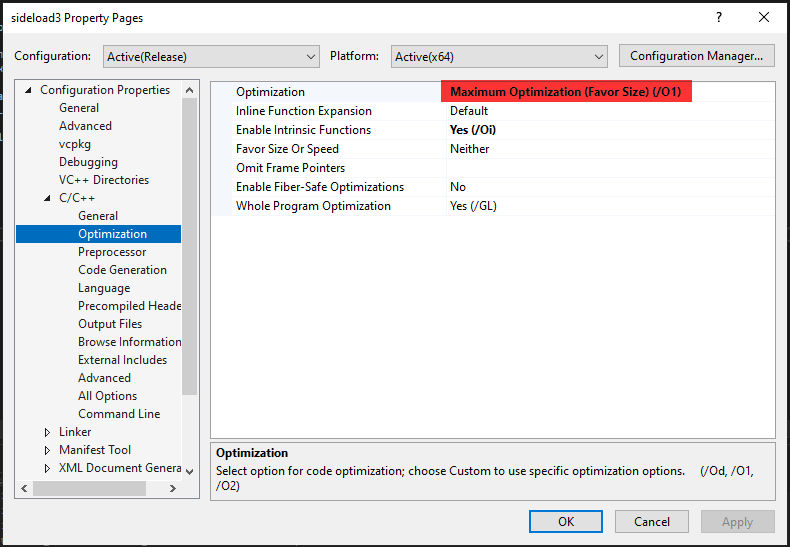 sideload3 Property Pages
?
Configuration: Active(Release) Platform: Active(x64) Configuration Manager...
Configuration Properties
General
Advanced
vcpkg
Debugging
VC++ Directories
C/C++
General
Optimization
Preprocessor
Code Generation
Language
Precompiled Heade
Output Files
Browse Information
External Includes
Advanced
All Options
Command Line
Linker
Manifest Tool
XML Document Genera
Optimization Maximum Optimization (Favor Size) (/O1)
Inline Function Expansion Default
Enable Intrinsic Functions Yes (/Oi)
Favor Size Or Speed Neither
Omit Frame Pointers
Enable Fiber-Safe Optimizations No
Whole Program Optimization Yes (/GL)
Optimization
Select option for code optimization; choose Custom to use specific optimization options. (/Od, /O1,
/O2)
OK Cancel Apply